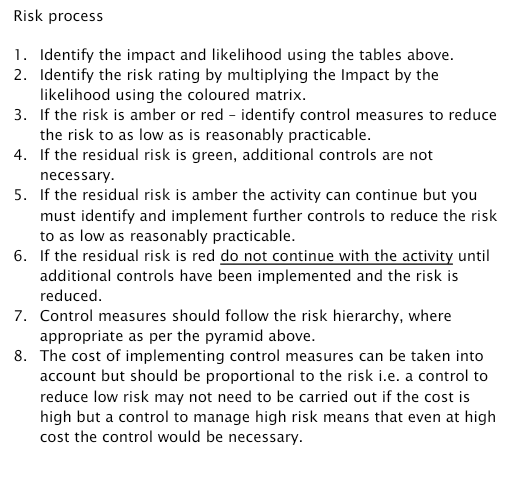 Risk process
1. Identify the impact and likelihood using the tables above.
2. Identify the risk rating by multiplying the Impact by the
likelihood using the coloured matrix.
3. If the risk is amber or red – identify control measures to reduce
the risk to as low as is reasonably practicable.
4. If the residual risk is green, additional controls are not
necessary.
5. If the residual risk is amber the activity can continue but you
must identify and implement further controls to reduce the risk
to as low as reasonably practicable.
6. If the residual risk is red do not continue with the activity until
additional controls have been implemented and the risk is
reduced.
7. Control measures should follow the risk hierarchy, where
appropriate as per the pyramid above.
8. The cost of implementing control measures can be taken into
account but should be proportional to the risk i.e. a control to
reduce low risk may not need to be carried out if the cost is
high but a control to manage high risk means that even at high
cost the control would be necessary.